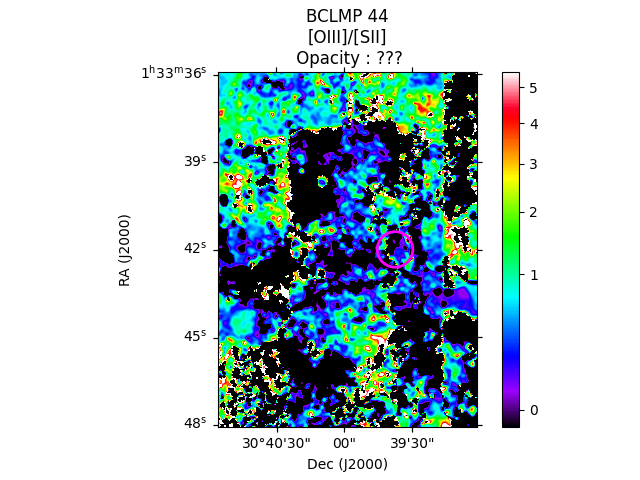 BCLMP 44
[OIII]/[SII]
Opacity : ???
1ʰ33ᵐ36ˢ
39ˢ
42ˢ
45ˢ
48ˢ
RA (J2000)
30°40'30" 00" 39'30"
Dec (J2000)
5
4
3
2
1
0